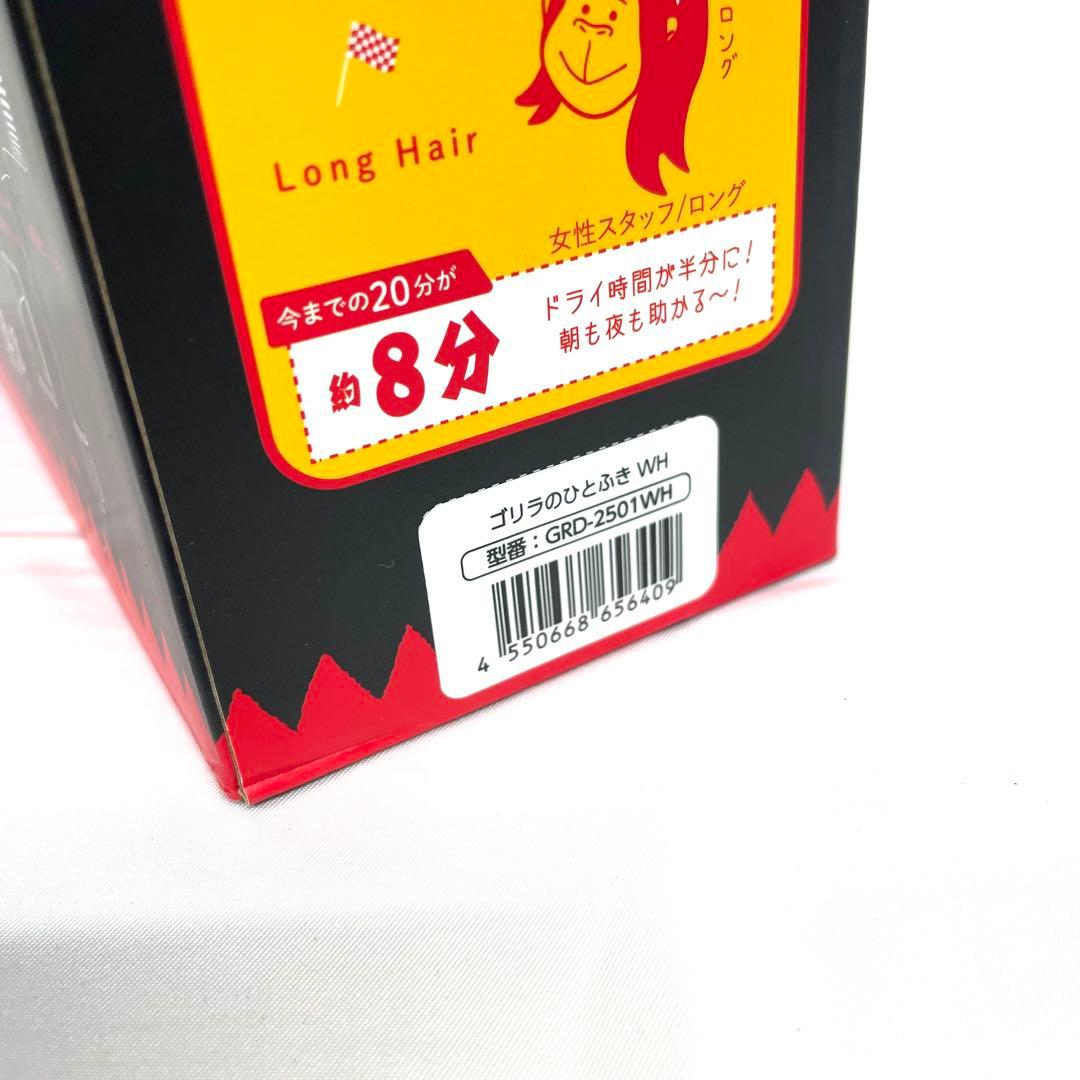 ロング
Long Hair
女性スタッフ/ロング
今までの20分が
約8分
ドライ時間が半分に!
朝も夜も助かる〜!
ゴリラのひとふき WH
型番:GRD-2501WH
4 550668 656409